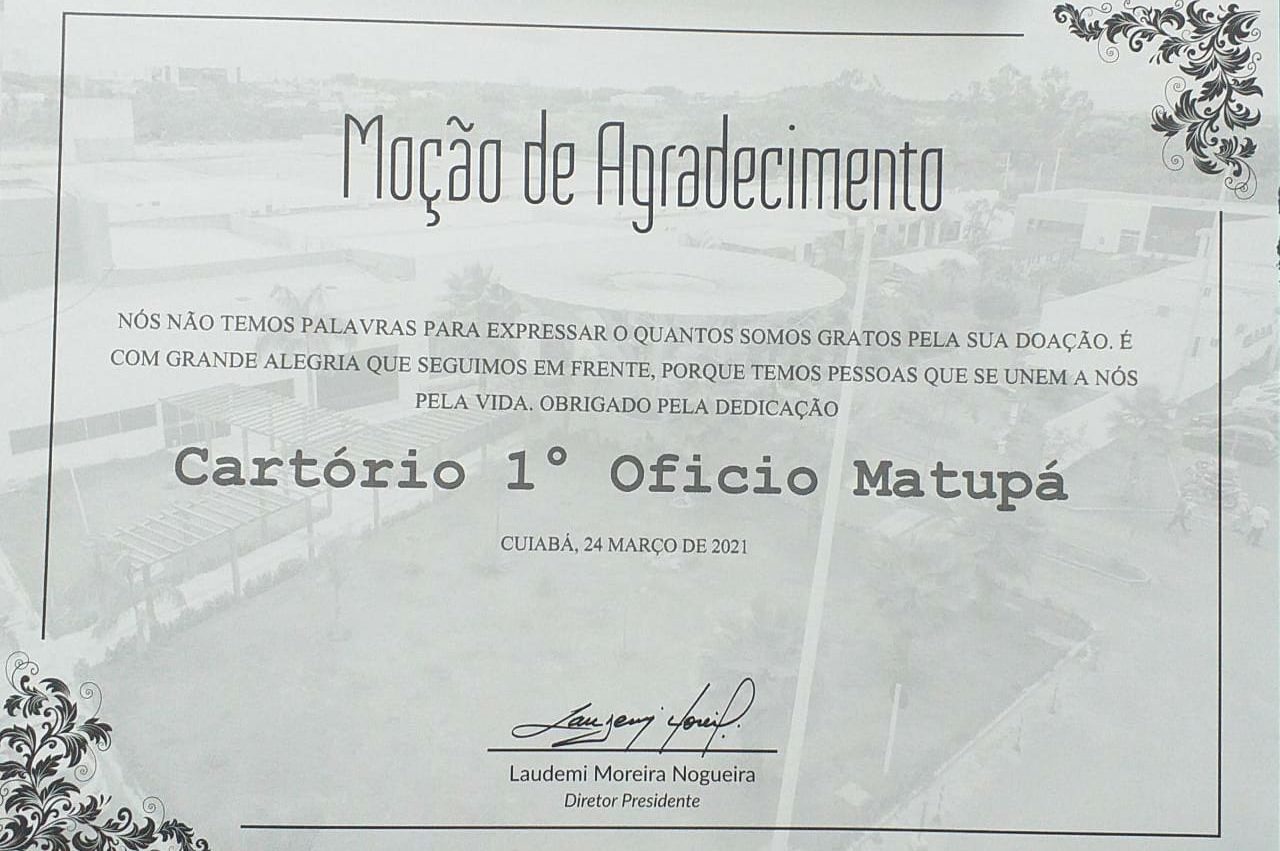 Moção de Agradecimento
NÓS NÃO TEMOS PALAVRAS PARA EXPRESSAR O QUANTOS SOMOS GRATOS PELA SUA DOAÇÃO. É
COM GRANDE ALEGRIA QUE SEGUIMOS EM FRENTE, PORQUE TEMOS PESSOAS QUE SE UNEM A NÓS
PELA VIDA. OBRIGADO PELA DEDICAÇÃO
Cartório 1° Oficio Matupá
CUIABÁ, 24 MARÇO DE 2021
Laudemi Moreira Nogueira
Diretor Presidente